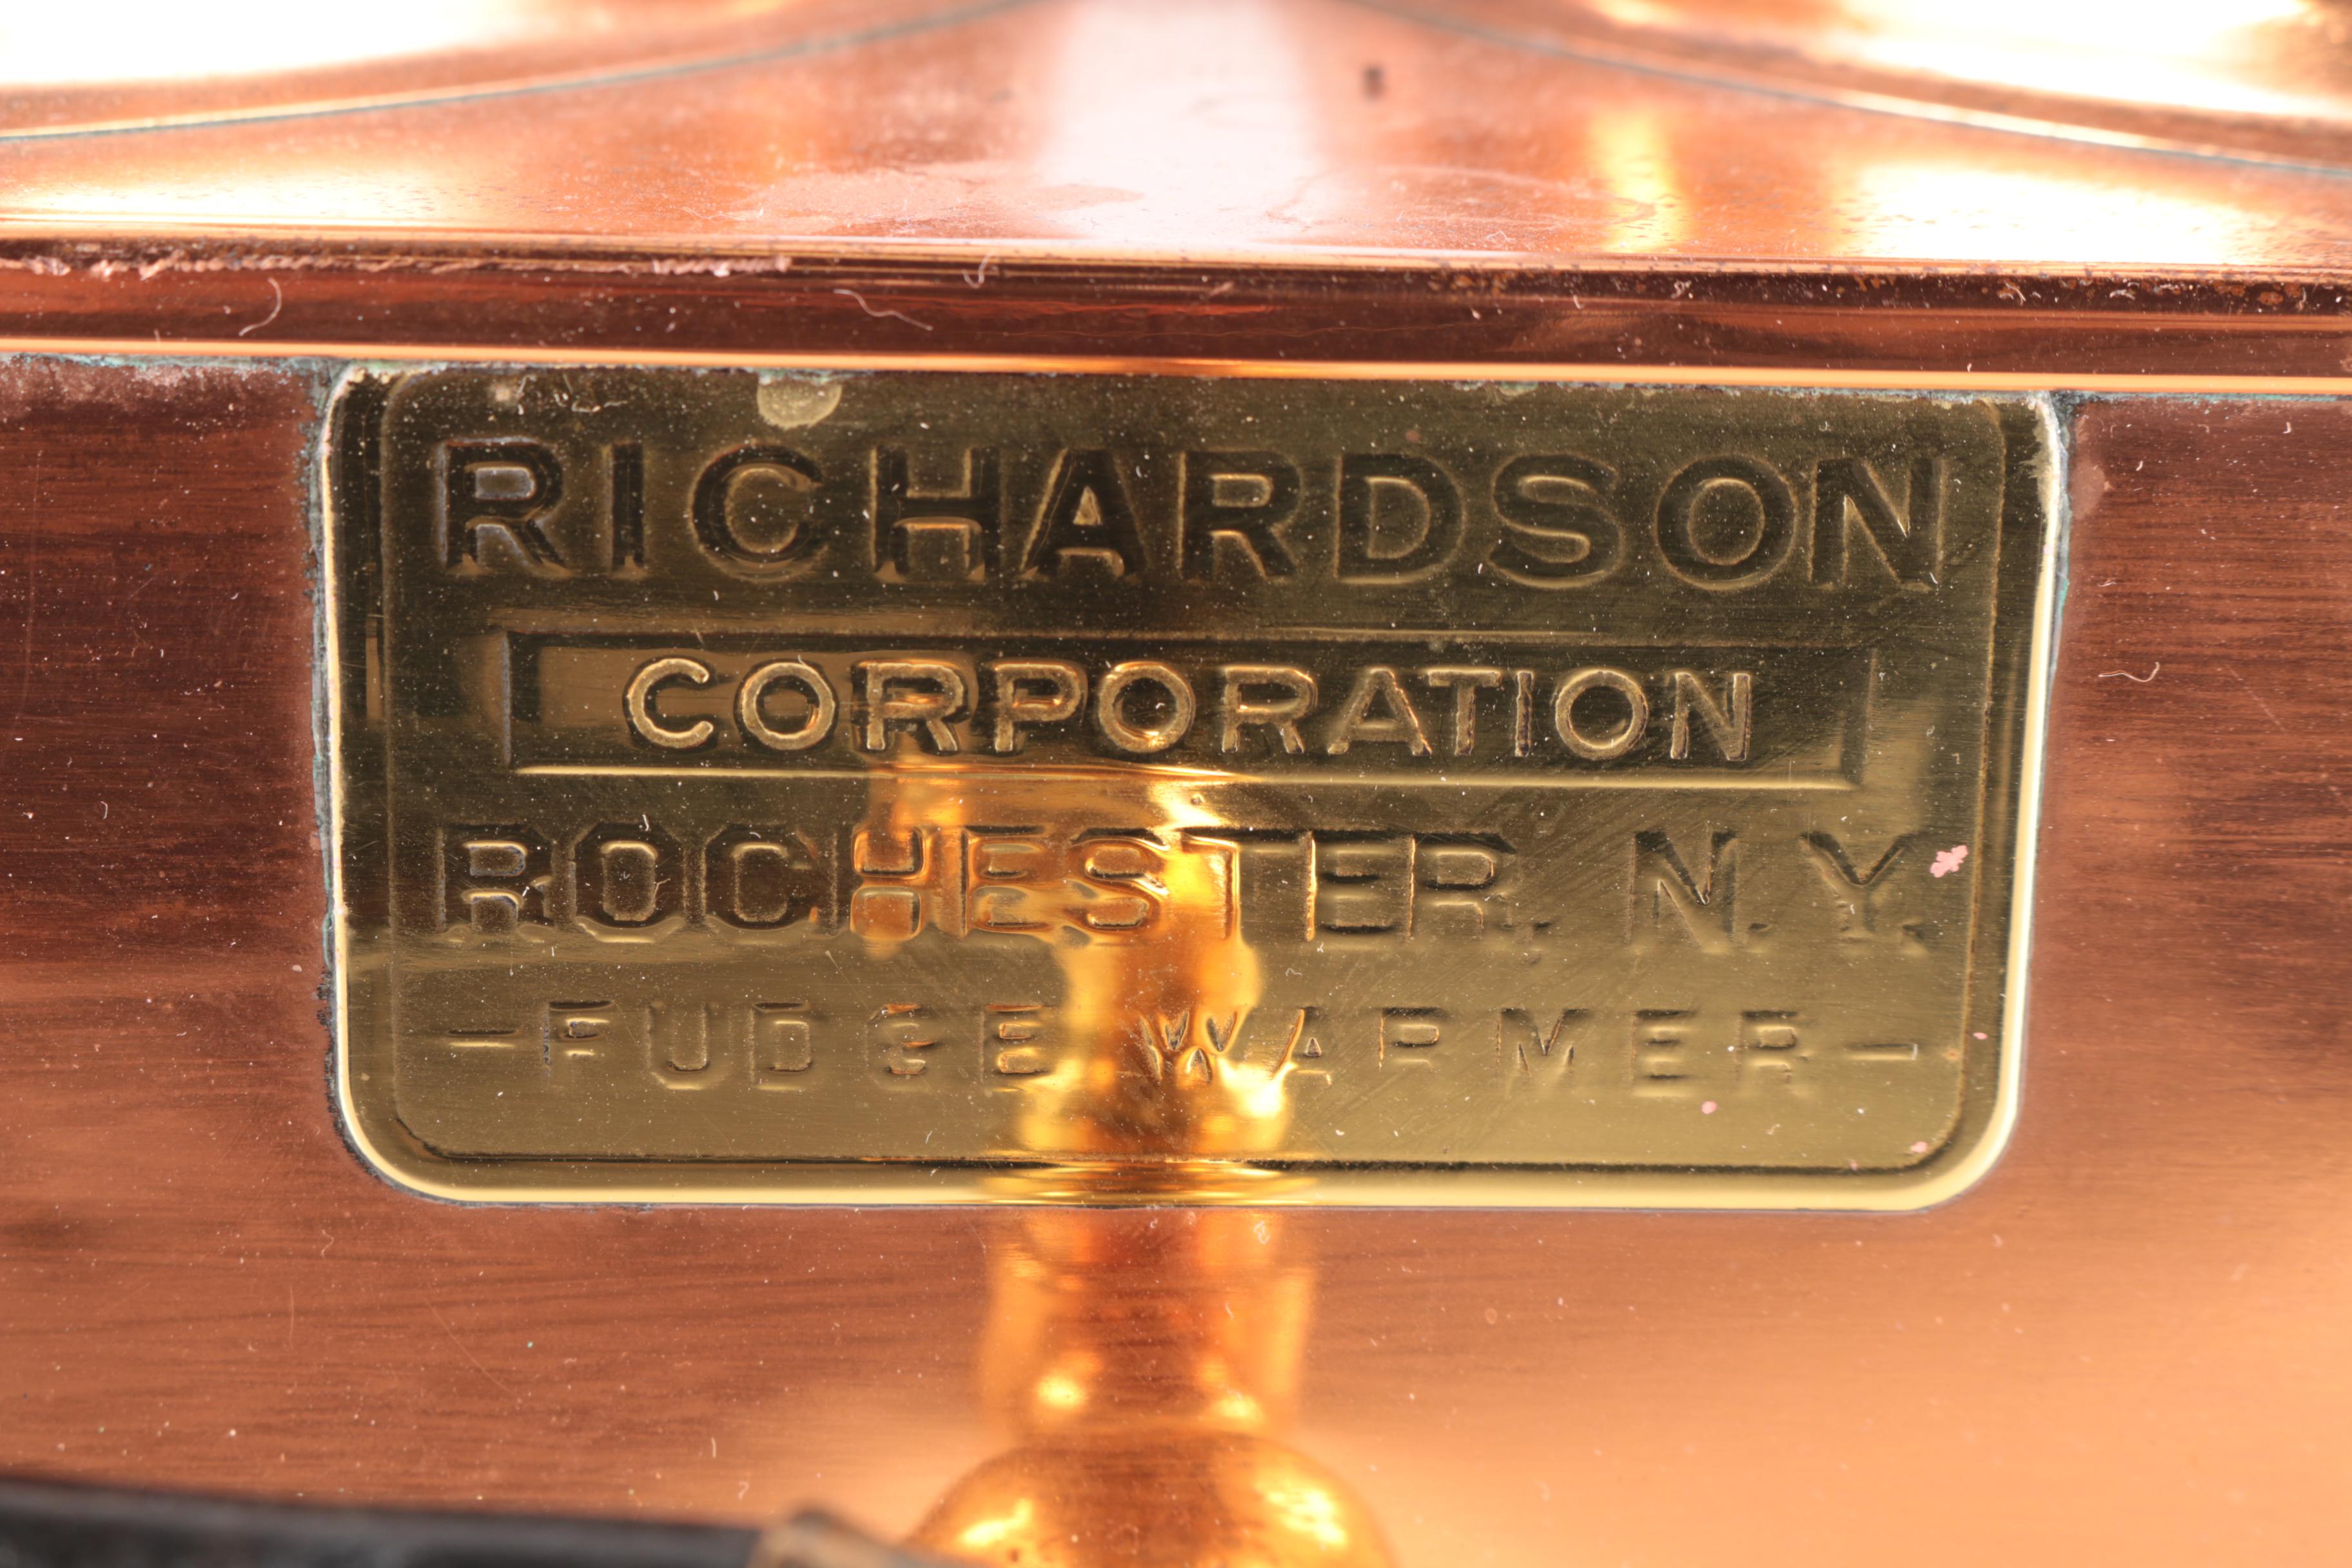 RICHARDSON
CORPORATION
ROCHESTER, N.Y.
-FUDGE WARMER-